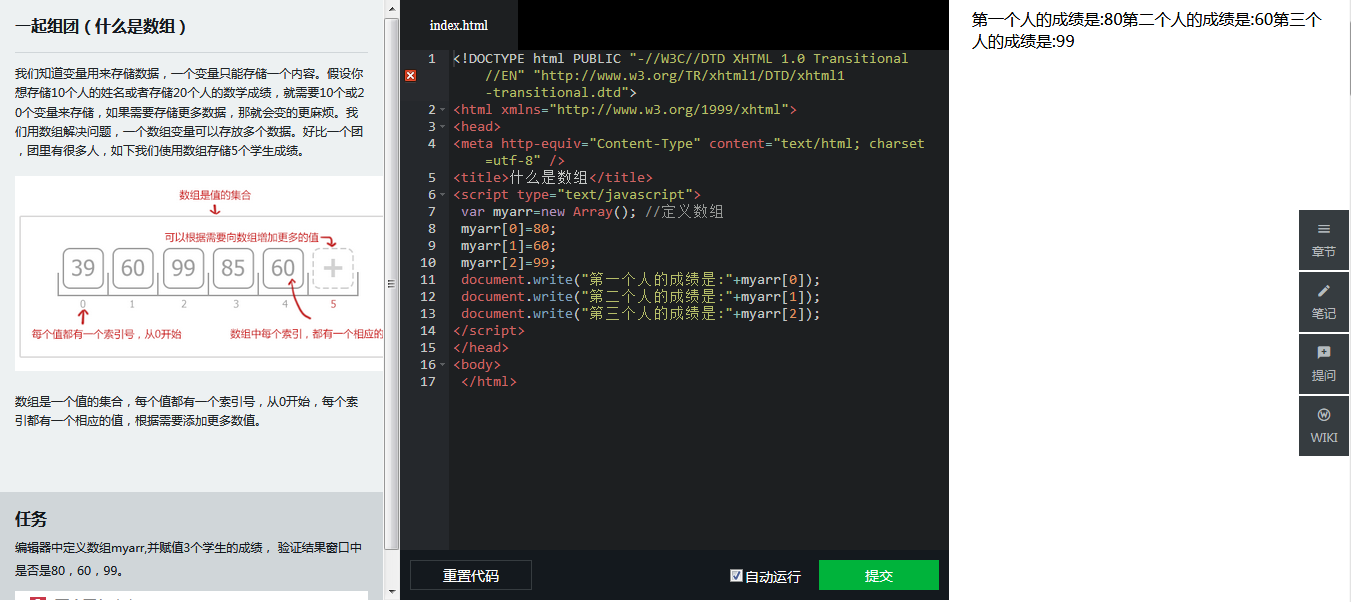 一起组团（什么是数组）
我们知道变量用来存储数据，一个变量只能存储一个内容。假设你
想存储10个人的姓名或者存储20个人的数学成绩，就需要10个或2
0个变量来存储，如果需要存储更多数据，那就会变的更麻烦。我
们用数组解决问题，一个数组变量可以存放多个数据。好比一个团
，团里有很多人，如下我们使用数组存储5个学生成绩。
数组是值的集合
可以根据需要向数组增加更多的值
39 60 99 85 60 +
0 1 2 3 4 5
每个值都有一个索引号，从0开始
数组中每个索引，都有一个相应的
数组是一个值的集合，每个值都有一个索引号，从0开始，每个索
引都有一个相应的值，根据需要添加更多数值。
任务
编辑器中定义数组myarr,并赋值3个学生的成绩， 验证结果窗口中
是否是80，60，99。
index.html
1 <!DOCTYPE html PUBLIC "-//W3C//DTD XHTML 1.0 Transitional
//EN" "http://www.w3.org/TR/xhtml1/DTD/xhtml1
-transitional.dtd">
2 <html xmlns="http://www.w3.org/1999/xhtml">
3 <head>
4 <meta http-equiv="Content-Type" content="text/html; charset
=utf-8" />
5 <title>什么是数组</title>
6 <script type="text/javascript">
7 var myarr=new Array(); //定义数组
8 myarr[0]=80;
9 myarr[1]=60;
10 myarr[2]=99;
11 document.write("第一个人的成绩是:"+myarr[0]);
12 document.write("第二个人的成绩是:"+myarr[1]);
13 document.write("第三个人的成绩是:"+myarr[2]);
14 </script>
15 </head>
16 <body>
17 </html>
重置代码
自动运行
提交
第一个人的成绩是:80第二个人的成绩是:60第三个
人的成绩是:99
章节
笔记
提问
WIKI